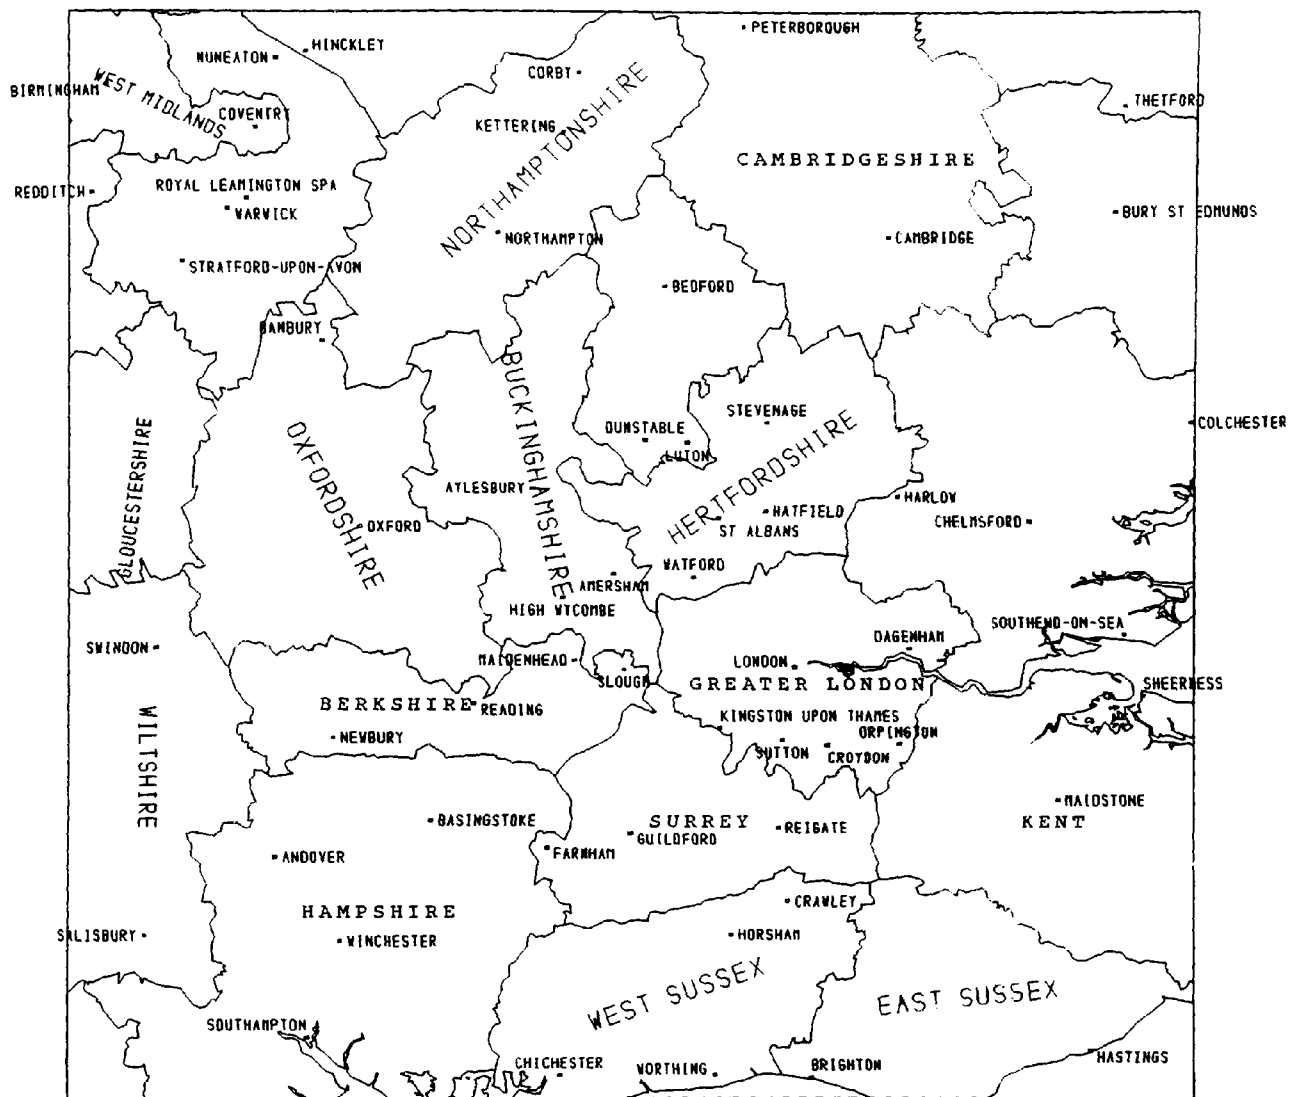 PETERBOROUGH
HINCKLEY
NUNEATON
CORBY
BIRMINGHAM
WEST MIDLANDS
THETFORD
COVENTRY
KETTERING
NORTHAMPTONSHIRE
CAMBRIDGESHIRE
REDDITCH
ROYAL LEAMINGTON SPA
WARWICK
BURY ST EDMUNDS
NORTHAMPTON
CAMBRIDGE
STRATFORD-UPON-AVON
BEDFORD
BANBURY
BUCKINGHAMSHIRE
STEVENAGE
COLCHESTER
DUNSTABLE
LUTON
GLOUCESTERSHIRE
OXFORDSHIRE
HERTFORDSHIRE
AYLESBURY
HARLOW
HATFIELD
CHELMSFORD
OXFORD
ST ALBANS
WATFORD
AMERSHAM
HIGH WYCOMBE
SOUTHEND-ON-SEA
DAGENHAM
SWINDON
MAIDENHEAD
LONDON
SLOUGH
GREATER LONDON
SHEERNESS
BERKSHIRE
READING
KINGSTON UPON THAMES
ORPINGTON
NEWBURY
SUTTON
CROYDON
WILTSHIRE
MAIDSTONE
BASINGSTOKE
SURREY
REIGATE
KENT
GUILDFORD
FARNHAM
ANDOVER
CRAWLEY
HAMPSHIRE
SALISBURY
WINCHESTER
HORSHAM
WEST SUSSEX
EAST SUSSEX
SOUTHAMPTON
CHICHESTER
WORTHING
BRIGHTON
HASTINGS